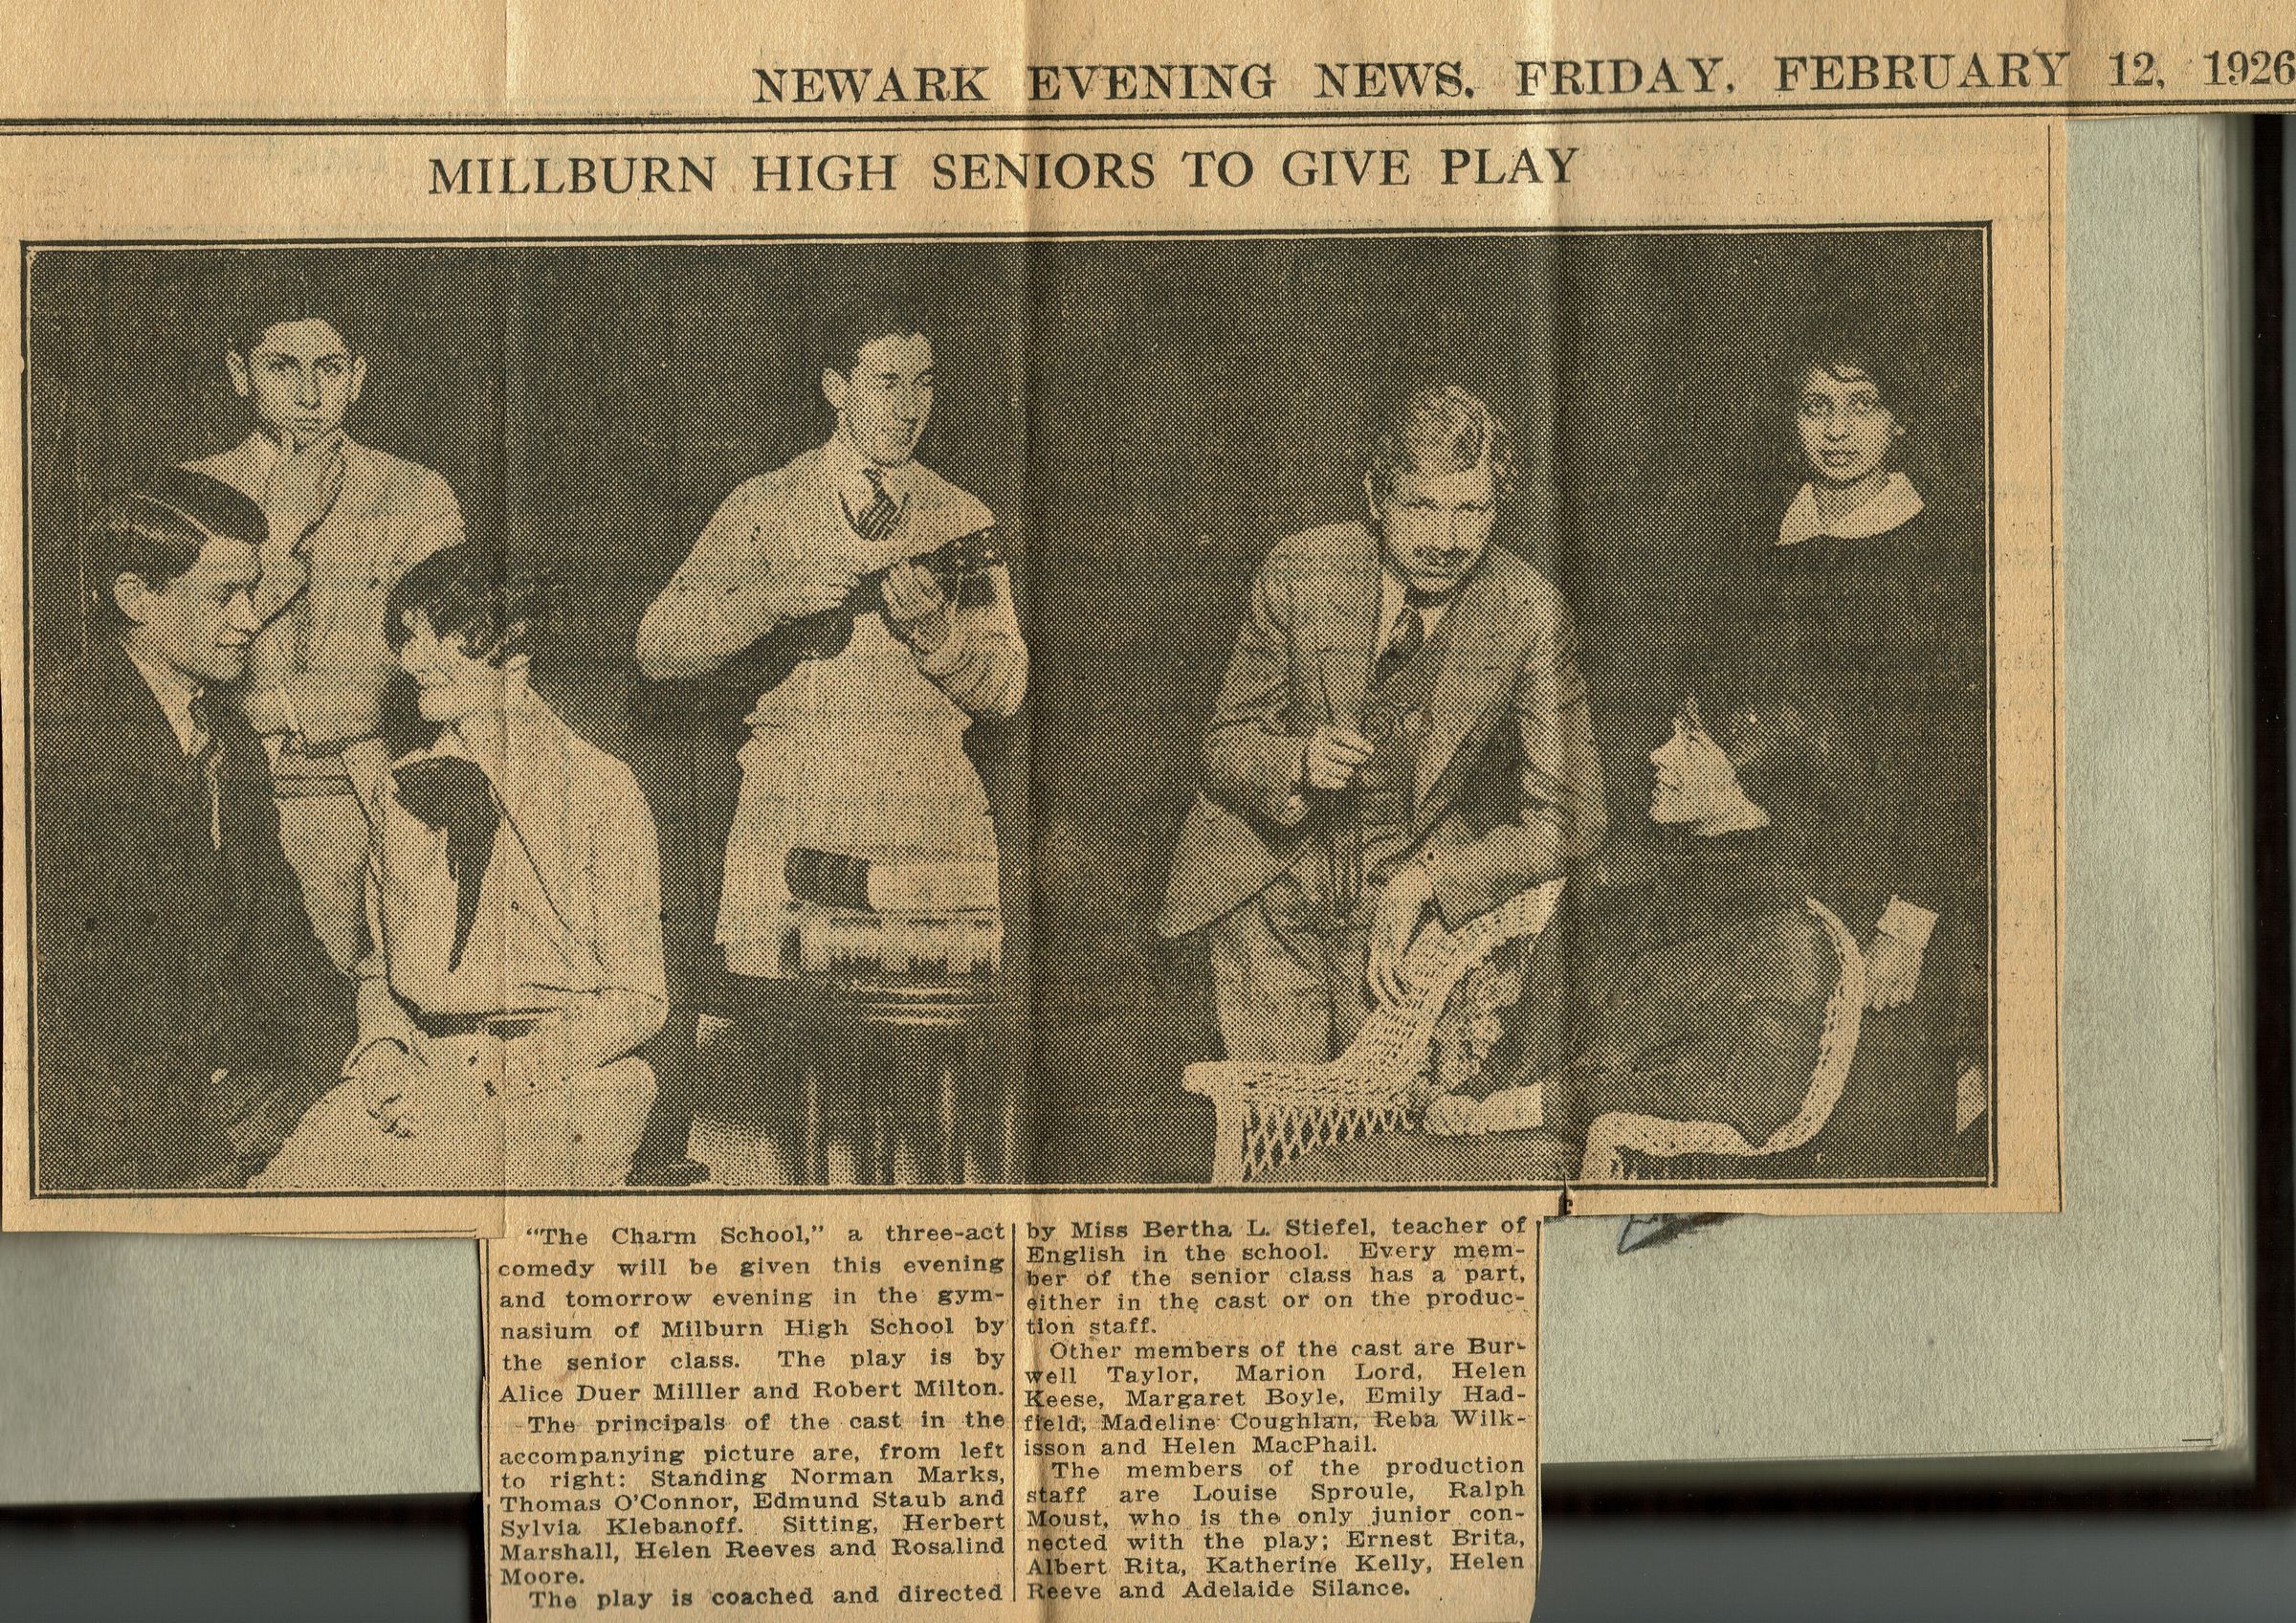 NEWARK EVENING NEWS, FRIDAY, FEBRUARY 12, 1926
MILLBURN HIGH SENIORS TO GIVE PLAY
"The Charm School," a three-act
comedy will be given this evening
and tomorrow evening in the gym-
nasium of Milburn High School by
the senior class. The play is by
Alice Duer Milller and Robert Milton.
The principals of the cast in the
accompanying picture are, from left
to right: Standing Norman Marks,
Thomas O'Connor, Edmund Staub and
Sylvia Klebanoff. Sitting, Herbert
Marshall, Helen Reeves and Rosalind
Moore.
The play is coached and directed
by Miss Bertha L. Stiefel, teacher of
English in the school. Every mem-
ber of the senior class has a part,
either in the cast or on the produc-
tion staff.
Other members of the cast are Bur-
well Taylor, Marion Lord, Helen
Keese, Margaret Boyle, Emily Had-
field, Madeline Coughlan, Reba Wilk-
isson and Helen MacPhail.
The members of the production
staff are Louise Sproule, Ralph
Moust, who is the only junior con-
nected with the play; Ernest Brita,
Albert Rita, Katherine Kelly, Helen
Reeve and Adelaide Silance.